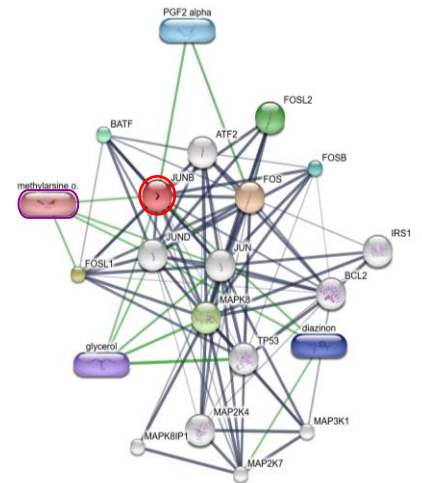 PGF2 alpha
FOSL2
BATF
ATF2
FOSB
JUNB
FOS
methylarsine o.
JUND
JUN
IRS1
FOSL1
BCL2
MAPK8
TP53
diazinon
glycerol
MAP2K4
MAP3K1
MAPK8IP1
MAP2K7